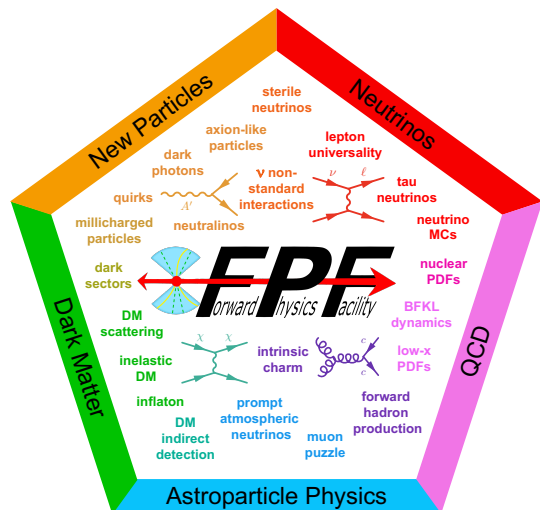 New Particles
Neutrinos
sterile
neutrinos
axion-like
particles
lepton
universality
dark
photons
ν non-
standard
interactions
ν
ℓ
tau
neutrinos
quirks
A′
neutralinos
millicharged
particles
neutrino
MCs
dark
sectors
FPF
Forward Physics Facility
nuclear
PDFs
DM
scattering
BFKL
dynamics
χ
χ
inelastic
DM
intrinsic
charm
c
c
low-x
PDFs
inflaton
prompt
atmospheric
neutrinos
forward
hadron
production
DM
indirect
detection
muon
puzzle
Dark Matter
QCD
Astroparticle Physics